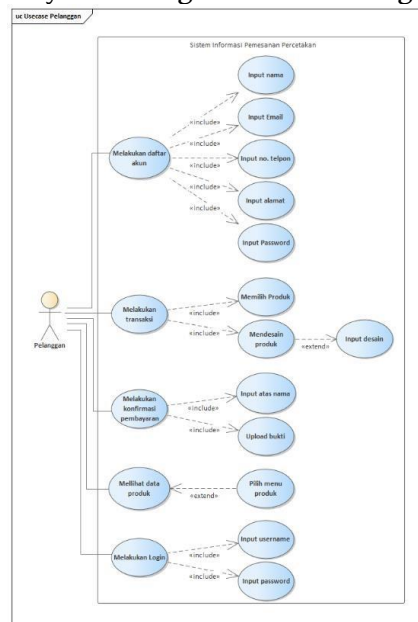 uc Usecase Pelanggan
Sistem Informasi Pemesanan Percetakan
Input nama
«include»
Input Email
«include»
Melakukan daftar
akun
«include»
Input no. telpon
«include»
Input alamat
«include»
Input Password
Pelanggan
Melakukan
transaksi
«include»
Memilih Produk
«include»
Mendesain
produk
«extend»
Input desain
Melakukan
konfirmasi
pembayaran
«include»
Input atas nama
«include»
Upload bukti
Mellihat data
produk
«extend»
Pilih menu
produk
Melakukan Login
«include»
Input username
«include»
Input password